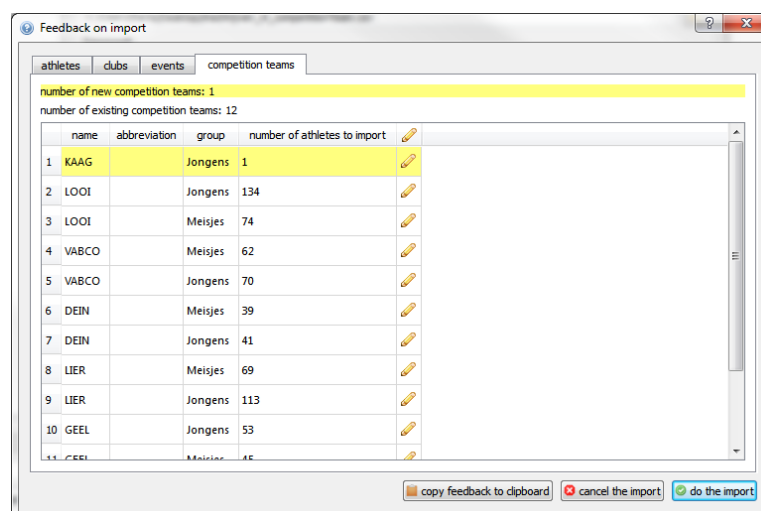 Feedback on import
athletes clubs events competition teams
number of new competition teams: 1
number of existing competition teams: 12
name abbreviation group number of athletes to import
1 KAAG Jongens 1
2 LOOI Jongens 134
3 LOOI Meisjes 74
4 VABCO Meisjes 62
5 VABCO Jongens 70
6 DEIN Meisjes 39
7 DEIN Jongens 41
8 LIER Meisjes 69
9 LIER Jongens 113
10 GEEL Jongens 53
11 GEEL Meisjes 45
copy feedback to clipboard cancel the import do the import